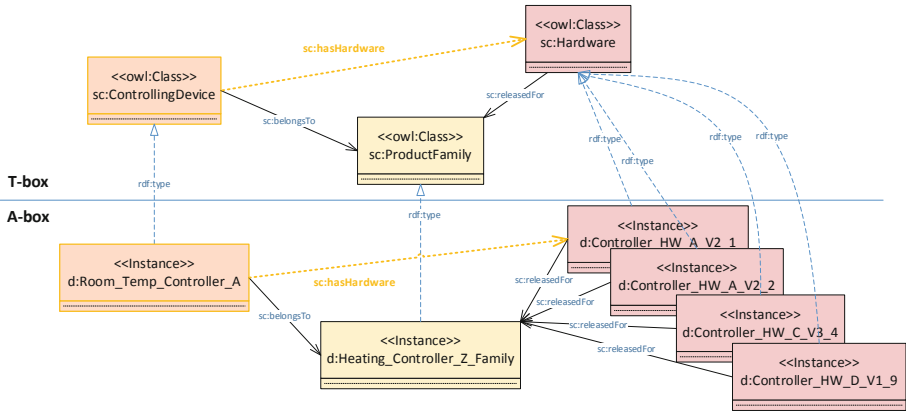 <<owl:Class>>
sc:Hardware
sc:hasHardware
<<owl:Class>>
sc:ControllingDevice
sc:releasedFor
sc:belongsTo
<<owl:Class>>
sc:ProductFamily
rdf:type
rdf:type
rdf:type
rdf:type
T-box
rdf:type
A-box
rdf:type
<<Instance>>
d:Controller_HW_A_V2_1
<<Instance>>
d:Room_Temp_Controller_A
sc:hasHardware
<<Instance>>
d:Controller_HW_A_V2_2
sc:releasedFor
sc:releasedFor
sc:belongsTo
<<Instance>>
d:Controller_HW_C_V3_4
sc:releasedFor
<<Instance>>
d:Heating_Controller_Z_Family
sc:releasedFor
<<Instance>>
d:Controller_HW_D_V1_9